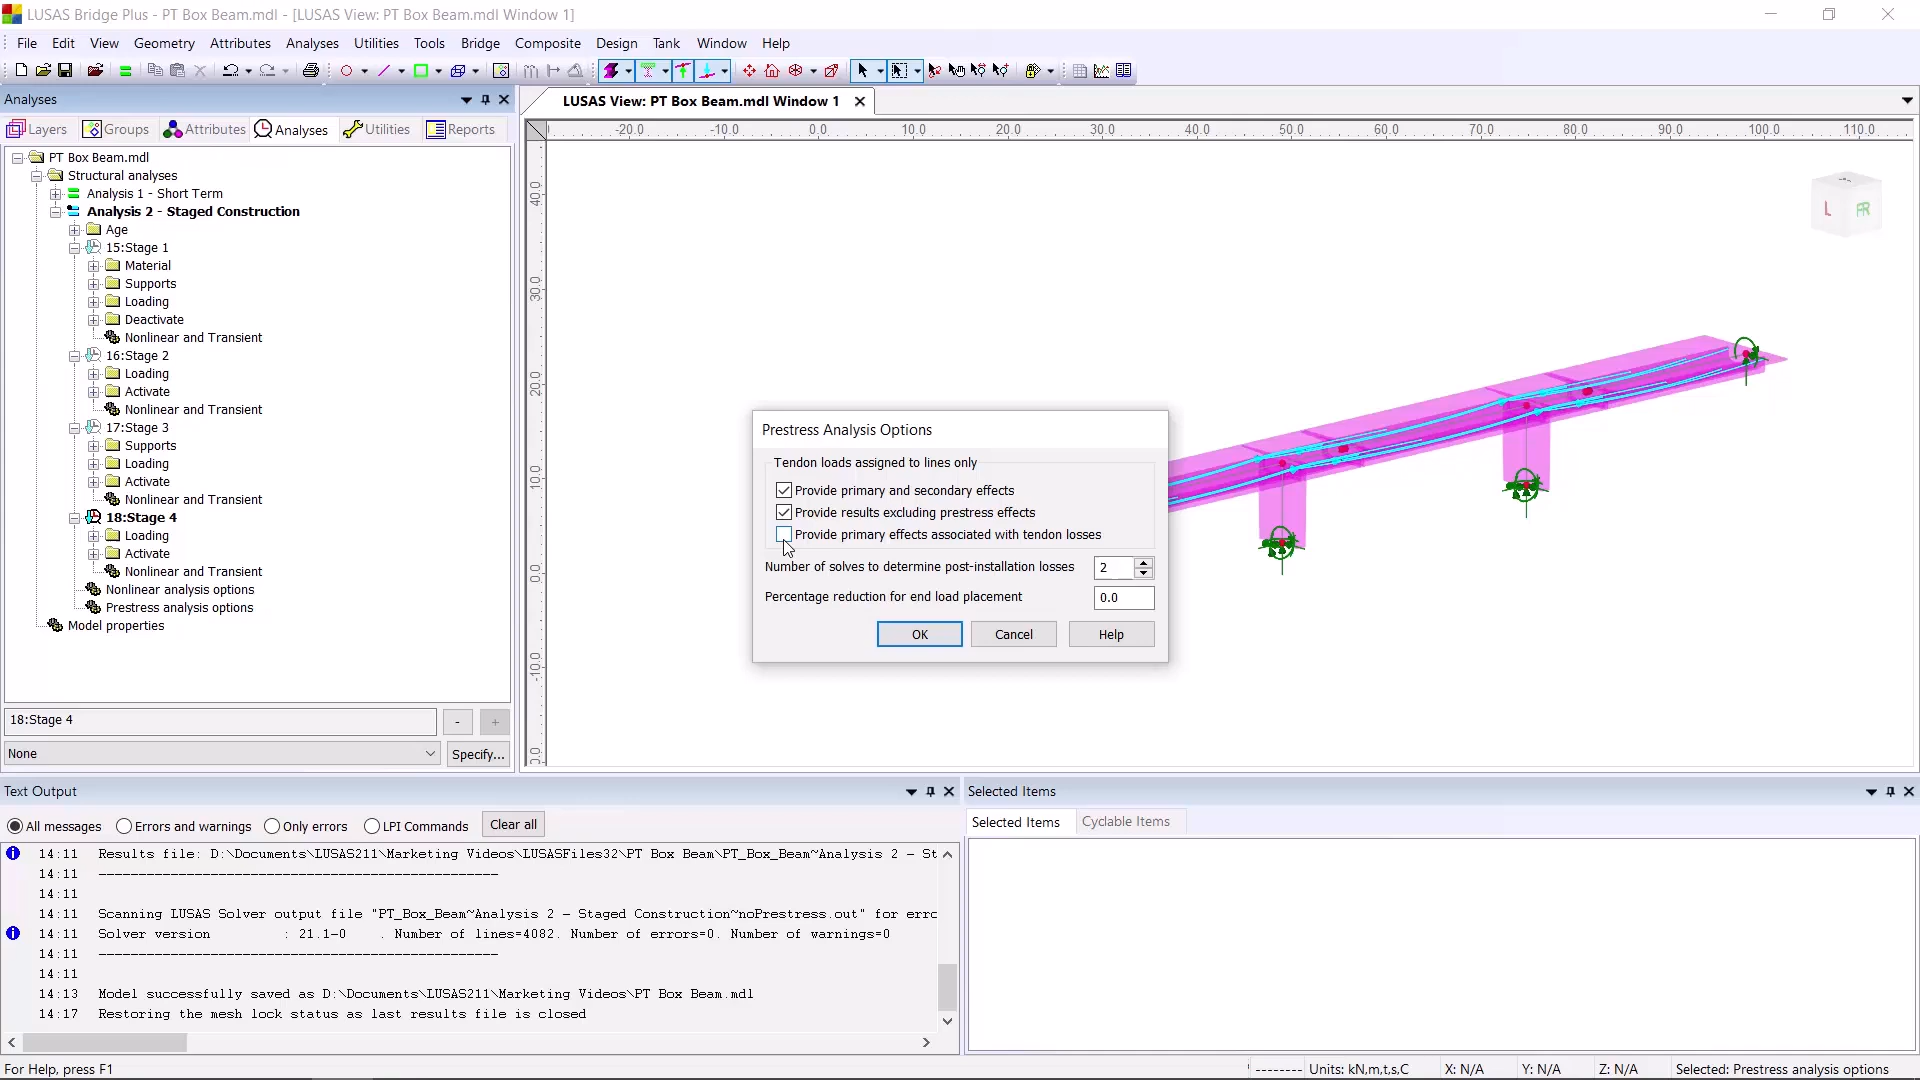 LUSAS Bridge Plus - PT Box Beam.mdl - [LUSAS View: PT Box Beam.mdl Window 1]
File Edit View Geometry Attributes Analyses Utilities Tools Bridge Composite Design Tank Window Help
Analyses
LUSAS View: PT Box Beam.mdl Window 1
Layers Groups Attributes Analyses Utilities Reports
-20.0 -10.0 0.0 10.0 20.0 30.0 40.0 50.0 60.0 70.0 80.0 90.0 100.0 110.0
40.0
30.0
20.0
10.0
0.0
-10.0
PT Box Beam.mdl
Structural analyses
Analysis 1 - Short Term
Analysis 2 - Staged Construction
Age
15:Stage 1
Material
Supports
Loading
Deactivate
Nonlinear and Transient
16:Stage 2
Loading
Activate
Nonlinear and Transient
17:Stage 3
Supports
Loading
Activate
Nonlinear and Transient
18:Stage 4
Loading
Activate
Nonlinear and Transient
Nonlinear analysis options
Prestress analysis options
Model properties
L
Prestress Analysis Options
Tendon loads assigned to lines only
Provide primary and secondary effects
Provide results excluding prestress effects
Provide primary effects associated with tendon losses
Number of solves to determine post-installation losses 2
Percentage reduction for end load placement 0.0
OK Cancel Help
18:Stage 4 - +
None Specify...
Text Output
All messages Errors and warnings Only errors LPI Commands Clear all
14:11 Results file: D:\Documents\LUSAS211\Marketing Videos\LUSASFiles32\PT Box Beam\PT_Box_Beam~Analysis 2 - St
14:11 --------------------------------------------------
14:11
14:11 Scanning LUSAS Solver output file "PT_Box_Beam~Analysis 2 - Staged Construction~noPrestress.out" for erro
14:11 Solver version : 21.1-0 . Number of lines=4082. Number of errors=0. Number of warnings=0
14:11 --------------------------------------------------
14:11
14:13 Model successfully saved as D:\Documents\LUSAS211\Marketing Videos\PT Box Beam.mdl
14:17 Restoring the mesh lock status as last results file is closed
Selected Items
Selected Items Cyclable Items
For Help, press F1
-------- Units: kN,m,t,s,C X: N/A Y: N/A Z: N/A Selected: Prestress analysis options